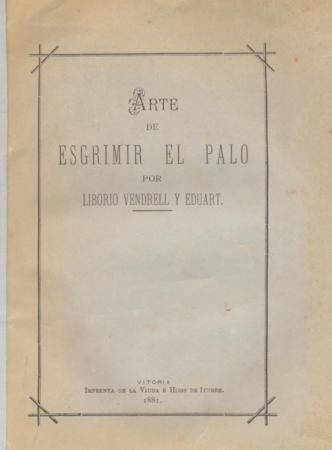 ARTE
DE
ESGRIMIR EL PALO
POR
LIBORIO VENDRELL Y EDUART.
VITORIA
IMPRENTA DE LA VIUDA É HIJOS DE ITURBE.
1881.